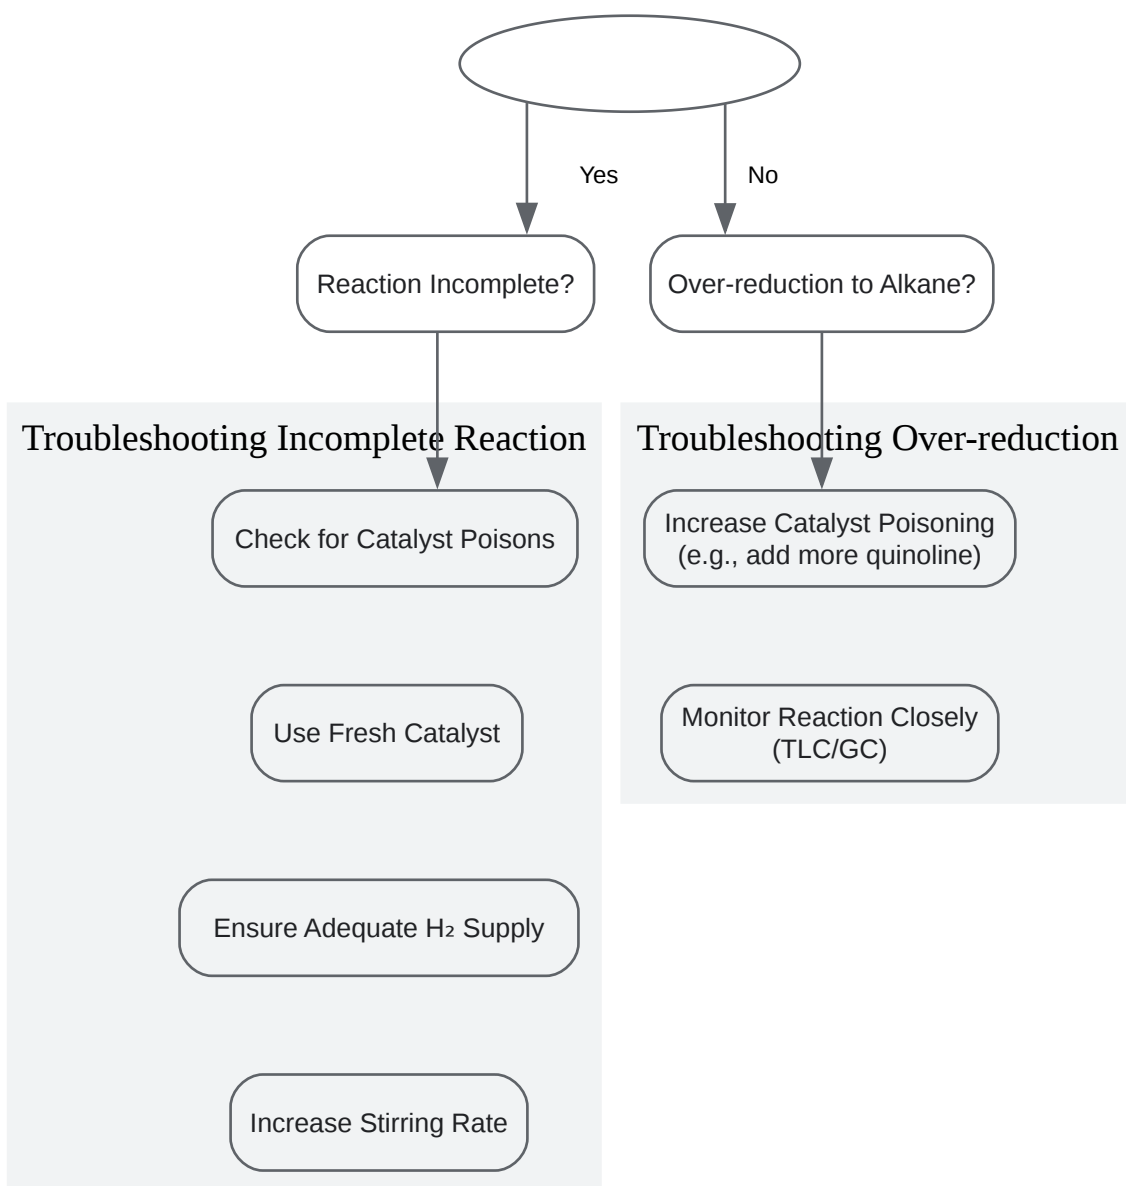 Yes
No
Reaction Incomplete?
Over-reduction to Alkane?
Troubleshooting Incomplete Reaction
Troubleshooting Over-reduction
Check for Catalyst Poisons
Increase Catalyst Poisoning
(e.g., add more quinoline)
Use Fresh Catalyst
Monitor Reaction Closely
(TLC/GC)
Ensure Adequate H₂ Supply
Increase Stirring Rate